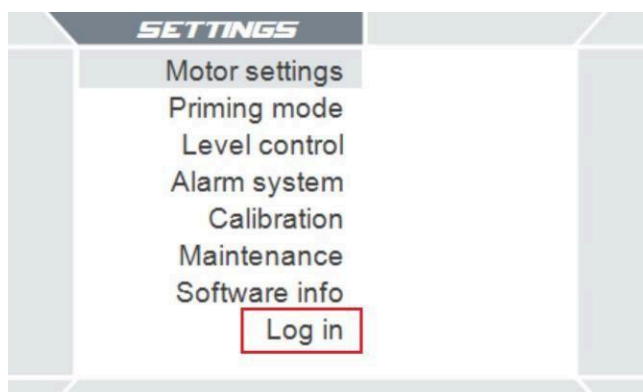 SETTINGS
Motor settings
Priming mode
Level control
Alarm system
Calibration
Maintenance
Software info
Log in